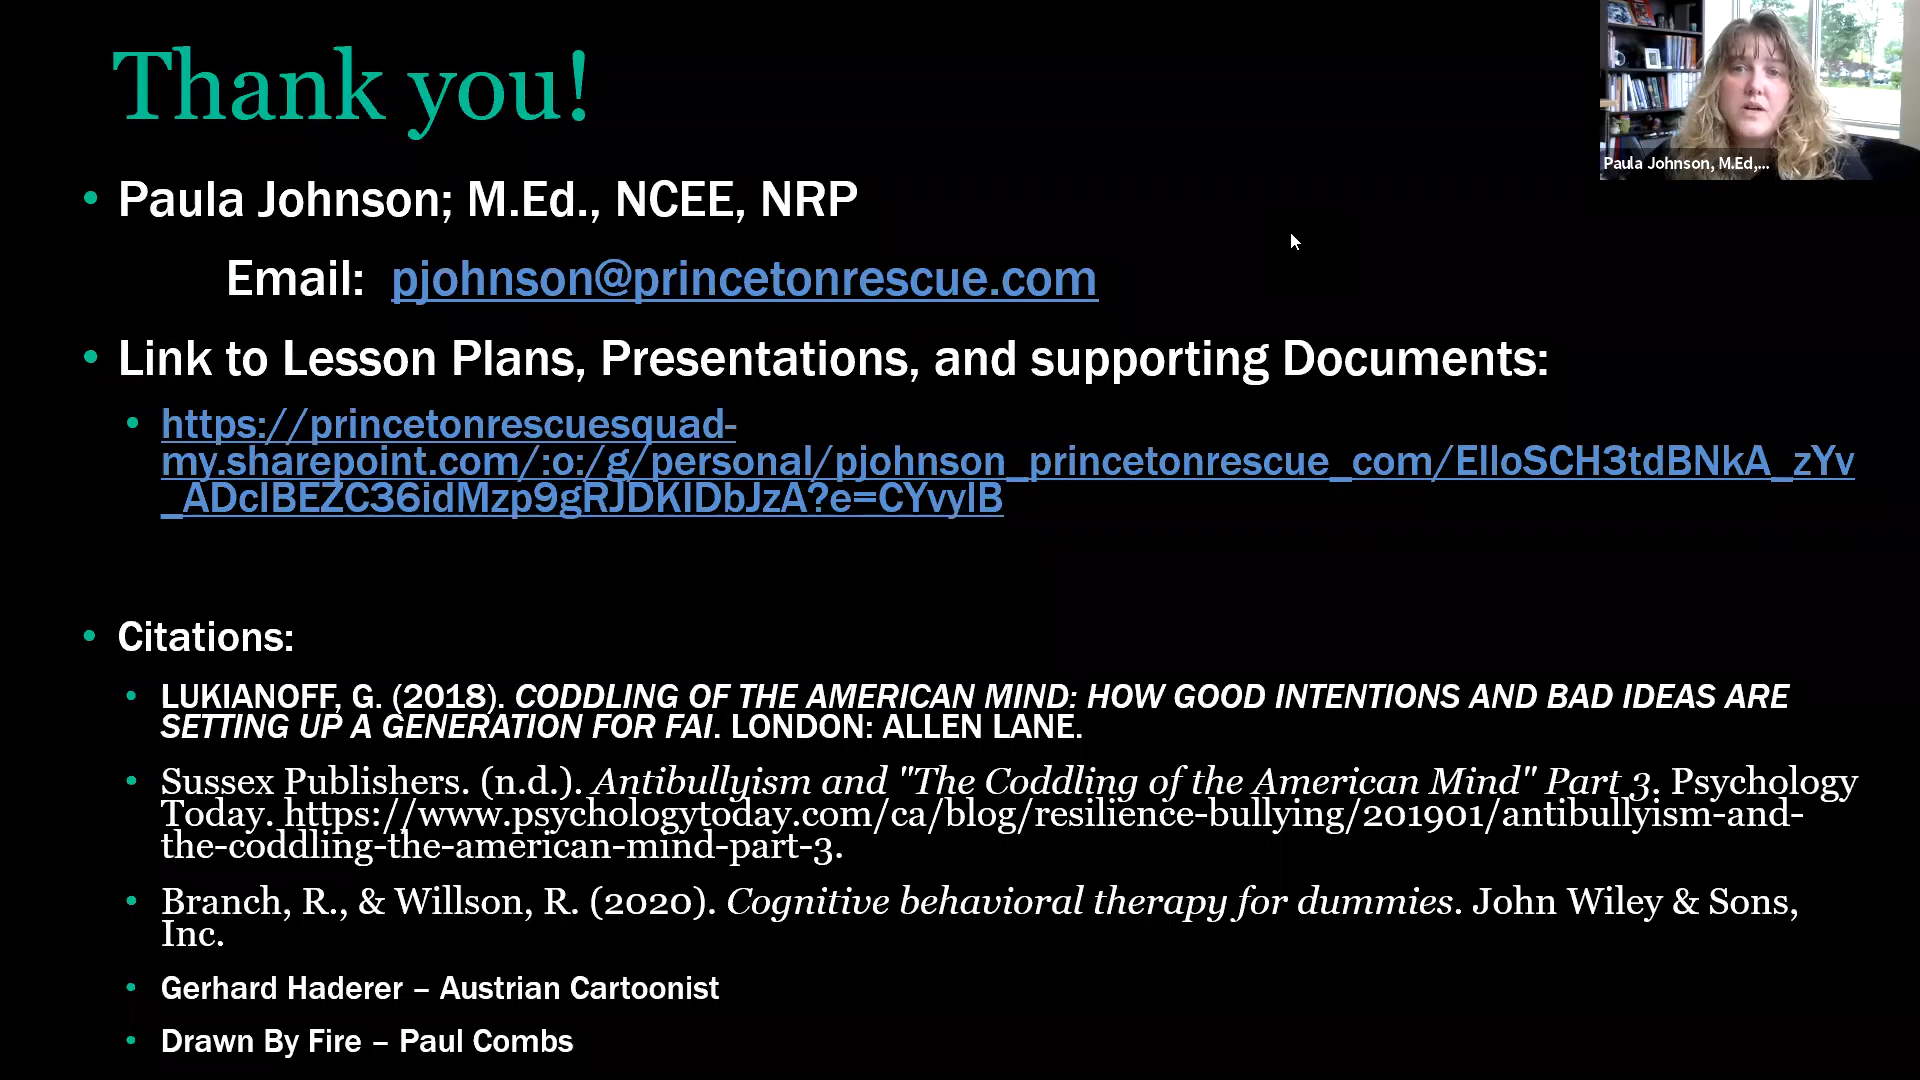 Thank you!
Paula Johnson, M.Ed,...
• Paula Johnson; M.Ed., NCEE, NRP
Email: pjohnson@princetonrescue.com
• Link to Lesson Plans, Presentations, and supporting Documents:
• https://princetonrescuesquad-
my.sharepoint.com/:o:/g/personal/pjohnson_princetonrescue_com/ElloSCH3tdBNkA_zYv
_ADclBEZC36idMzp9gRJDKlDbJzA?e=CYvylB
• Citations:
• LUKIANOFF, G. (2018). CODDLING OF THE AMERICAN MIND: HOW GOOD INTENTIONS AND BAD IDEAS ARE
SETTING UP A GENERATION FOR FAI. LONDON: ALLEN LANE.
• Sussex Publishers. (n.d.). Antibullyism and "The Coddling of the American Mind" Part 3. Psychology
Today. https://www.psychologytoday.com/ca/blog/resilience-bullying/201901/antibullyism-and-
the-coddling-the-american-mind-part-3.
• Branch, R., & Willson, R. (2020). Cognitive behavioral therapy for dummies. John Wiley & Sons,
Inc.
• Gerhard Haderer – Austrian Cartoonist
• Drawn By Fire – Paul Combs